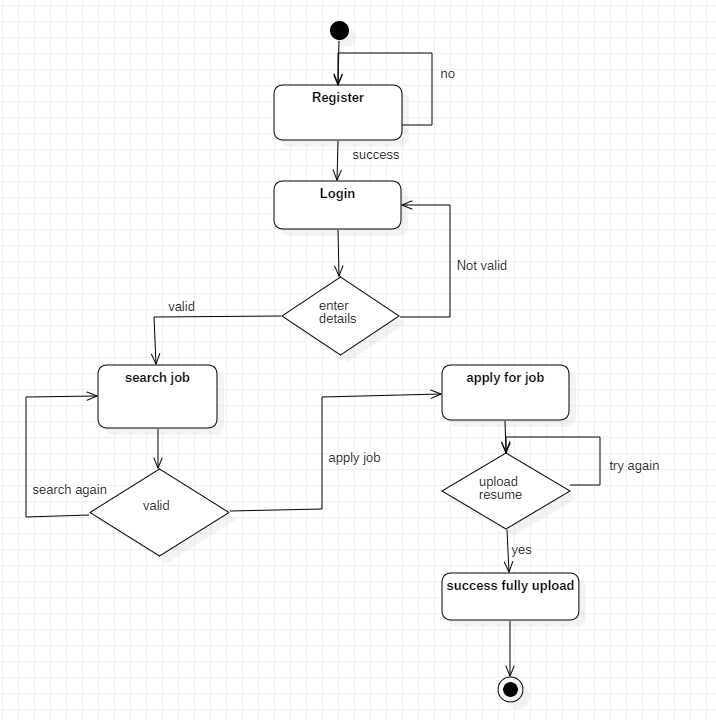 no
Register
success
Login
Not valid
enter
details
valid
search job
apply for job
apply job
try again
upload
resume
search again
valid
yes
success fully upload